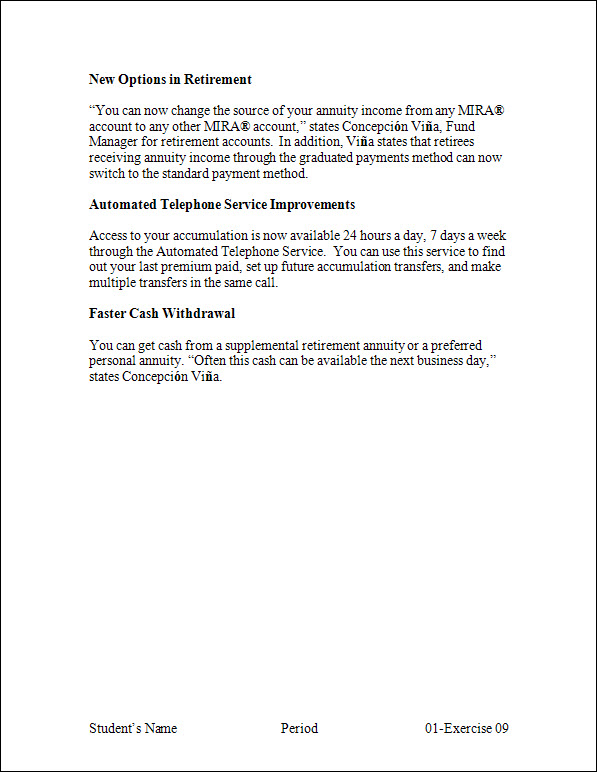 New Options in Retirement
“You can now change the source of your annuity income from any MIRA®
account to any other MIRA® account,” states Concepción Viña, Fund
Manager for retirement accounts.  In addition, Viña states that retirees
receiving annuity income through the graduated payments method can now
switch to the standard payment method.
Automated Telephone Service Improvements
Access to your accumulation is now available 24 hours a day, 7 days a week
through the Automated Telephone Service.  You can use this service to find
out your last premium paid, set up future accumulation transfers, and make
multiple transfers in the same call.
Faster Cash Withdrawal
You can get cash from a supplemental retirement annuity or a preferred
personal annuity. “Often this cash can be available the next business day,”
states Concepción Viña.
Student’s Name Period 01-Exercise 09